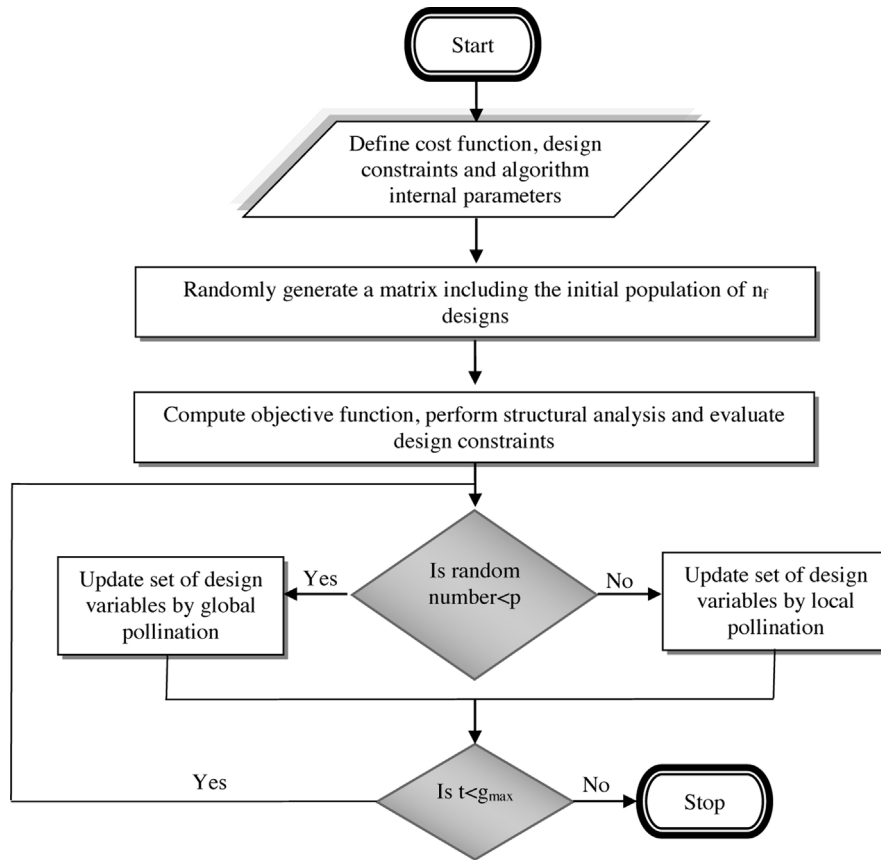 Start
Define cost function, design
constraints and algorithm
internal parameters
Randomly generate a matrix including the initial population of nf
designs
Compute objective function, perform structural analysis and evaluate
design constraints
Is random
number<p
Yes
No
Update set of design
variables by global
pollination
Update set of design
variables by local
pollination
Is t<gmax
Yes
No
Stop